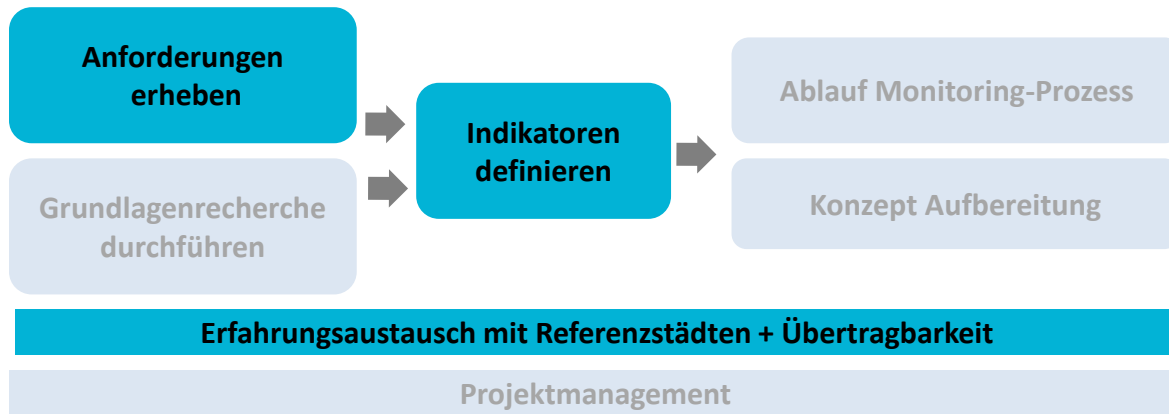 Anforderungen
erheben
Grundlagenrecherche
durchführen
Indikatoren
definieren
Ablauf Monitoring-Prozess
Konzept Aufbereitung
Erfahrungsaustausch mit Referenzstädten + Übertragbarkeit
Projektmanagement